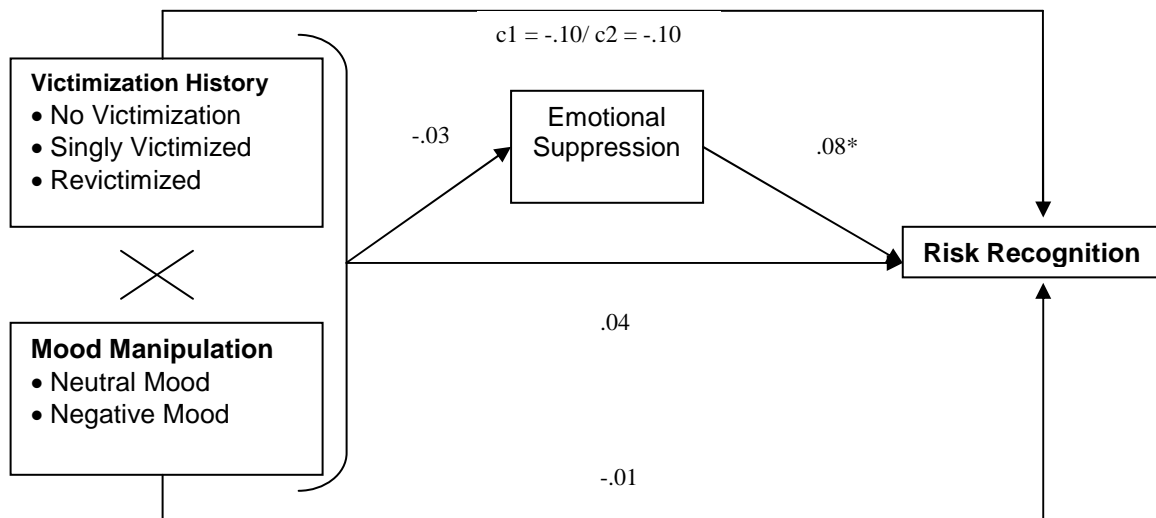 c1 = -.10/ c2 = -.10
Victimization History
• No Victimization
• Singly Victimized
• Revictimized
-.03
Emotional
Suppression
.08*
Risk Recognition
.04
Mood Manipulation
• Neutral Mood
• Negative Mood
-.01